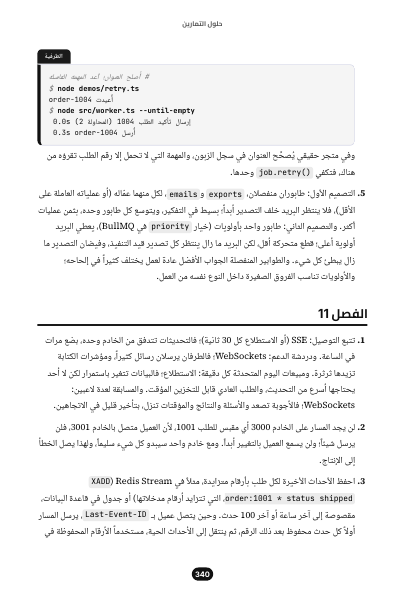 حلول التمارين
الطرفية
# أصلح العنوان؛ أعد المهمة الفاشلة
$ node demos/retry.ts
أعيدت order-1004
$ node src/worker.ts --until-empty
0.0s إرسال تأكيد الطلب 1004 (المحاولة 2)
0.3s أرسل order-1004
وفي متجر حقيقي يُصحَّح العنوان في سجل الزبون، والمهمة التي لا تحمل إلا رقم الطلب تقرؤه من
هناك، فتكفي job.retry() وحدها.
5. التصميم الأول: طابوران منفصلان، exports و emails، لكل منهما عمّاله (أو عملياته العاملة على
الأقل)، فلا ينتظر البريد خلف التصدير أبداً؛ بسيط في التفكير، ويتوسع كل طابور وحده، بثمن عمليات
أكثر. والتصميم الثاني: طابور واحد بأولويات (خيار priority في BullMQ)، يعطي البريد
أولوية أعلى؛ قطع متحركة أقل، لكن البريد ما زال ينتظر كل تصدير قيد التنفيذ، وفيضان التصدير ما
زال يبطئ كل شيء. والطوابير المنفصلة الجواب الأفضل عادة لعمل يختلف كثيراً في إلحاحه؛
والأولويات تناسب الفروق الصغيرة داخل النوع نفسه من العمل.
الفصل 11
1. تتبع التوصيل: SSE (أو الاستطلاع كل 30 ثانية)؛ فالتحديثات تتدفق من الخادم وحده، بضع مرات
في الساعة. ودردشة الدعم: WebSockets؛ فالطرفان يرسلان رسائل كثيراً، ومؤشرات الكتابة
تزيدها ثرثرة. ومبيعات اليوم المتحدثة كل دقيقة: الاستطلاع؛ فالبيانات تتغير باستمرار لكن لا أحد
يحتاجها أسرع من التحديث، والطلب العادي قابل للتخزين المؤقت. والمسابقة لعدة لاعبين:
WebSockets؛ فالأجوبة تصعد والأسئلة والنتائج والمؤقتات تنزل، بتأخير قليل في الاتجاهين.
2. لن يجد المسار على الخادم 3000 أي مقبس للطلب 1001، لأن العميل متصل بالخادم 3001، فلن
يرسل شيئاً؛ ولن يسمع العميل بالتغيير أبداً. ومع خادم واحد سيبدو كل شيء سليماً، ولهذا يصل الخطأ
إلى الإنتاج.
3. احفظ الأحداث الأخيرة لكل طلب بأرقام متزايدة، مثلاً في Redis Stream (XADD
order:1001 * status shipped، التي تتزايد أرقام مدخلاتها) أو جدول في قاعدة البيانات،
مقصوصة إلى آخر ساعة أو آخر 100 حدث. وحين يتصل عميل بـ Last-Event-ID، يرسل المسار
أولاً كل حدث محفوظ بعد ذلك الرقم، ثم ينتقل إلى الأحداث الحية، مستخدماً الأرقام المحفوظة في
340